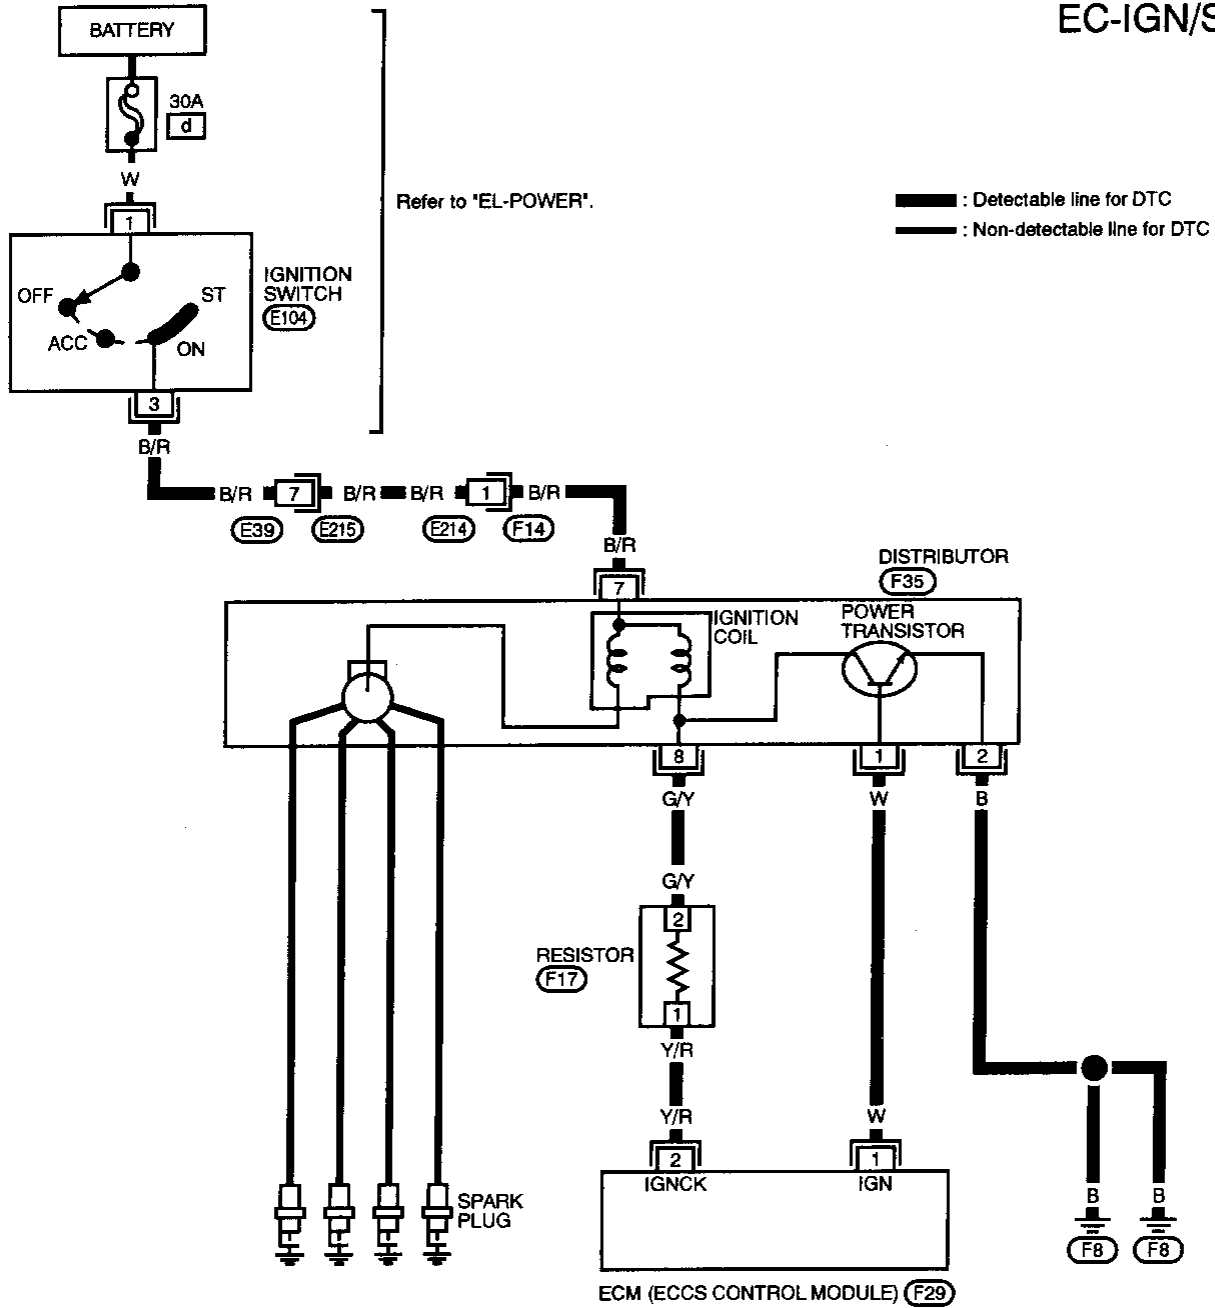 EC-IGN/S
BATTERY
30A
d
W
1
Refer to "EL-POWER".
: Detectable line for DTC
: Non-detectable line for DTC
OFF
ACC
ST
ON
IGNITION
SWITCH
E104
3
B/R
B/R 7 B/R B/R 1 B/R
E39 E215 E214 F14
B/R
7
DISTRIBUTOR
F35
IGNITION
COIL
POWER
TRANSISTOR
8 1 2
G/Y W B
G/Y
2
RESISTOR
F17
1
Y/R
Y/R W
2 1
IGNCK IGN
SPARK
PLUG
B B
F8 F8
ECM (ECCS CONTROL MODULE) F29